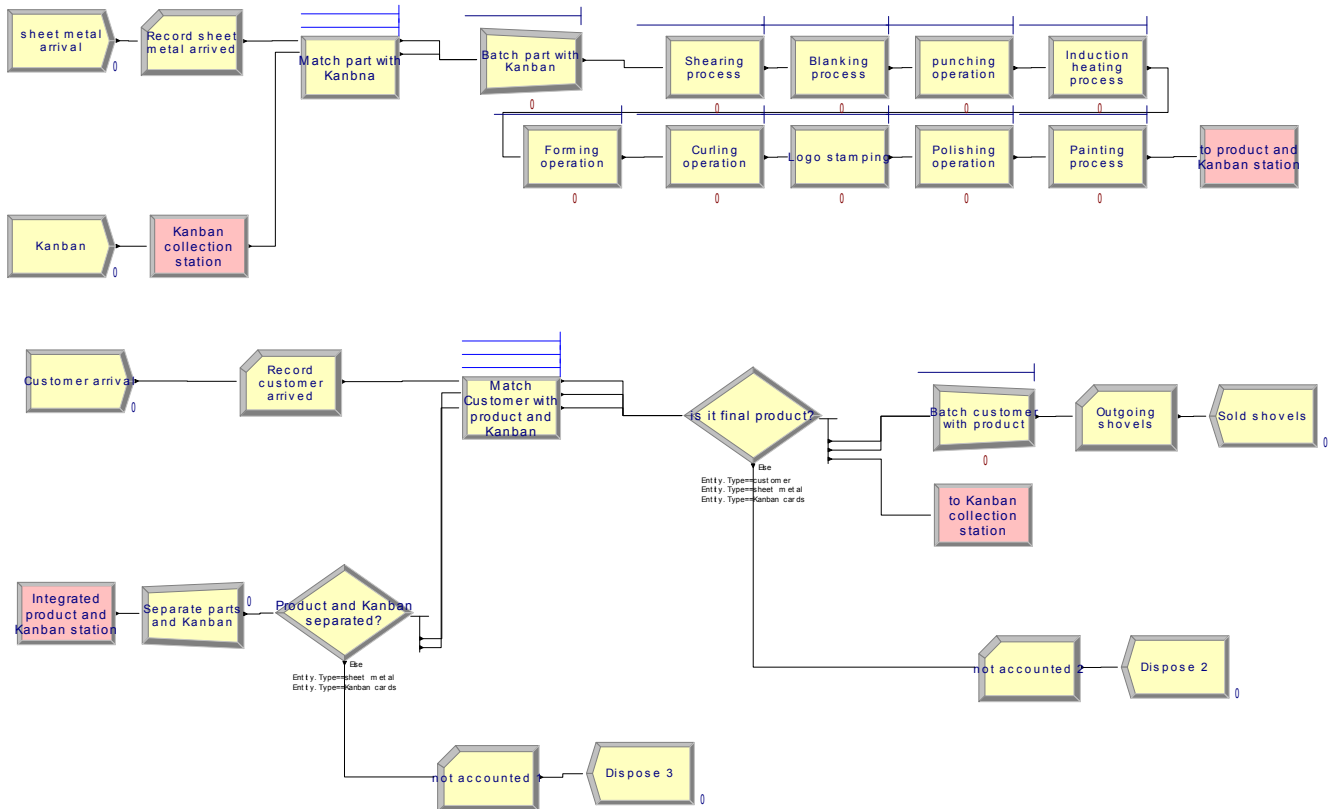 sheet metal
arrival
0
Record sheet
metal arrived
Match part with
Kanbna
Batch part with
Kanban
0
Shearing
process
0
Blanking
process
0
punching
operation
0
Induction
heating
process
0
Forming
operation
0
Curling
operation
0
Logo stamping
0
Polishing
operation
0
Painting
process
0
to product and
Kanban station
Kanban
0
Kanban
collection
station
Customer arrival
0
Record
customer
arrived
Match
Customer with
product and
Kanban
is it final product?
Else
Entity. Type==customer
Entity. Type==sheet metal
Entity. Type==Kanban cards
Batch customer
with product
0
Outgoing
shovels
Sold shovels
0
to Kanban
collection
station
Integrated
product and
Kanban station
Separate parts
and Kanban
0
Product and Kanban
separated?
Else
Entity. Type==sheet metal
Entity. Type==Kanban cards
not accounted 2
Dispose 2
0
not accounted 1
Dispose 3
0